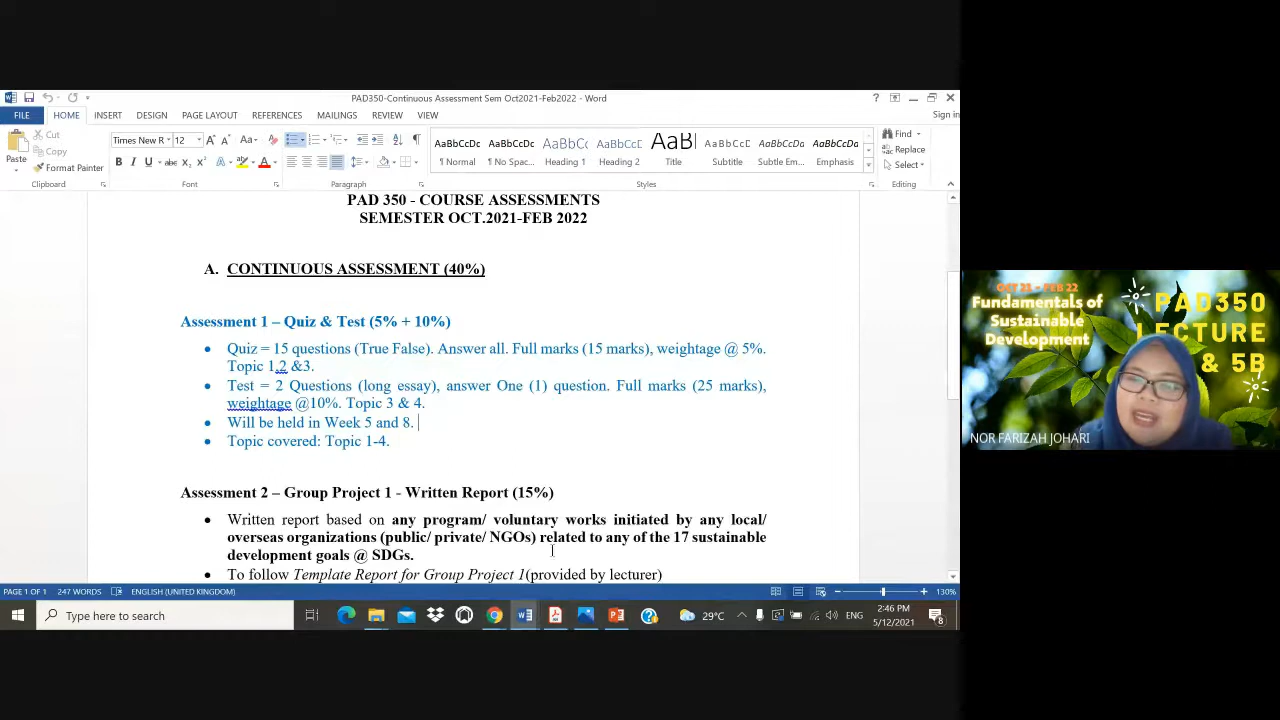 PAD350-Continuous Assessment Sem Oct2021-Feb2022 - Word
FILE HOME INSERT DESIGN PAGE LAYOUT REFERENCES MAILINGS REVIEW VIEW Sign in
Cut
Copy
Format Painter
Paste
Times New R 12
AaBbCcDc AaBbCcDc AaBbCc AaBbCc AaB AaBbCcD AaBbCcDa AaBbCcDa
¶ Normal ¶ No Spac... Heading 1 Heading 2 Title Subtitle Subtle Em... Emphasis
Find
Replace
Select
Clipboard Font Paragraph Styles Editing
PAD 350 - COURSE ASSESSMENTS
SEMESTER OCT.2021-FEB 2022
A. CONTINUOUS ASSESSMENT (40%)
Assessment 1 – Quiz & Test (5% + 10%)
• Quiz = 15 questions (True False). Answer all. Full marks (15 marks), weightage @ 5%.
Topic 1,2 &3.
• Test = 2 Questions (long essay), answer One (1) question. Full marks (25 marks),
weightage @10%. Topic 3 & 4.
• Will be held in Week 5 and 8.
• Topic covered: Topic 1-4.
Assessment 2 – Group Project 1 - Written Report (15%)
• Written report based on any program/ voluntary works initiated by any local/
overseas organizations (public/ private/ NGOs) related to any of the 17 sustainable
development goals @ SDGs.
• To follow Template Report for Group Project 1(provided by lecturer)
PAGE 1 OF 1 247 WORDS ENGLISH (UNITED KINGDOM) 130%
Type here to search
29°C ENG
2:46 PM
5/12/2021
8
OCT 21 - FEB 22
Fundamentals of
Sustainable
Development
PAD350
LECTURE
& 5B
NOR FARIZAH JOHARI